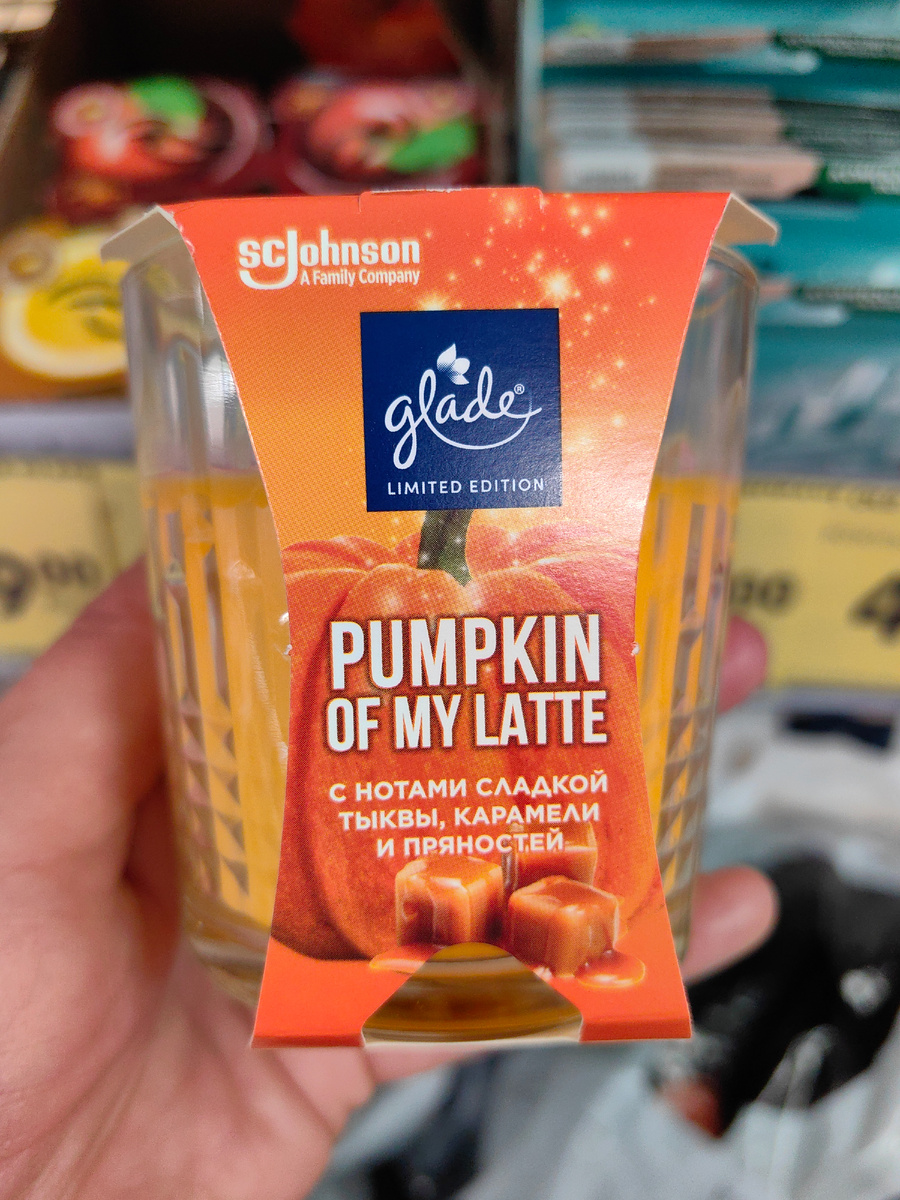 scJohnson
A Family Company
glade®
LIMITED EDITION
PUMPKIN
OF MY LATTE
С НОТАМИ СЛАДКОЙ
ТЫКВЫ, КАРАМЕЛИ
И ПРЯНОСТЕЙ